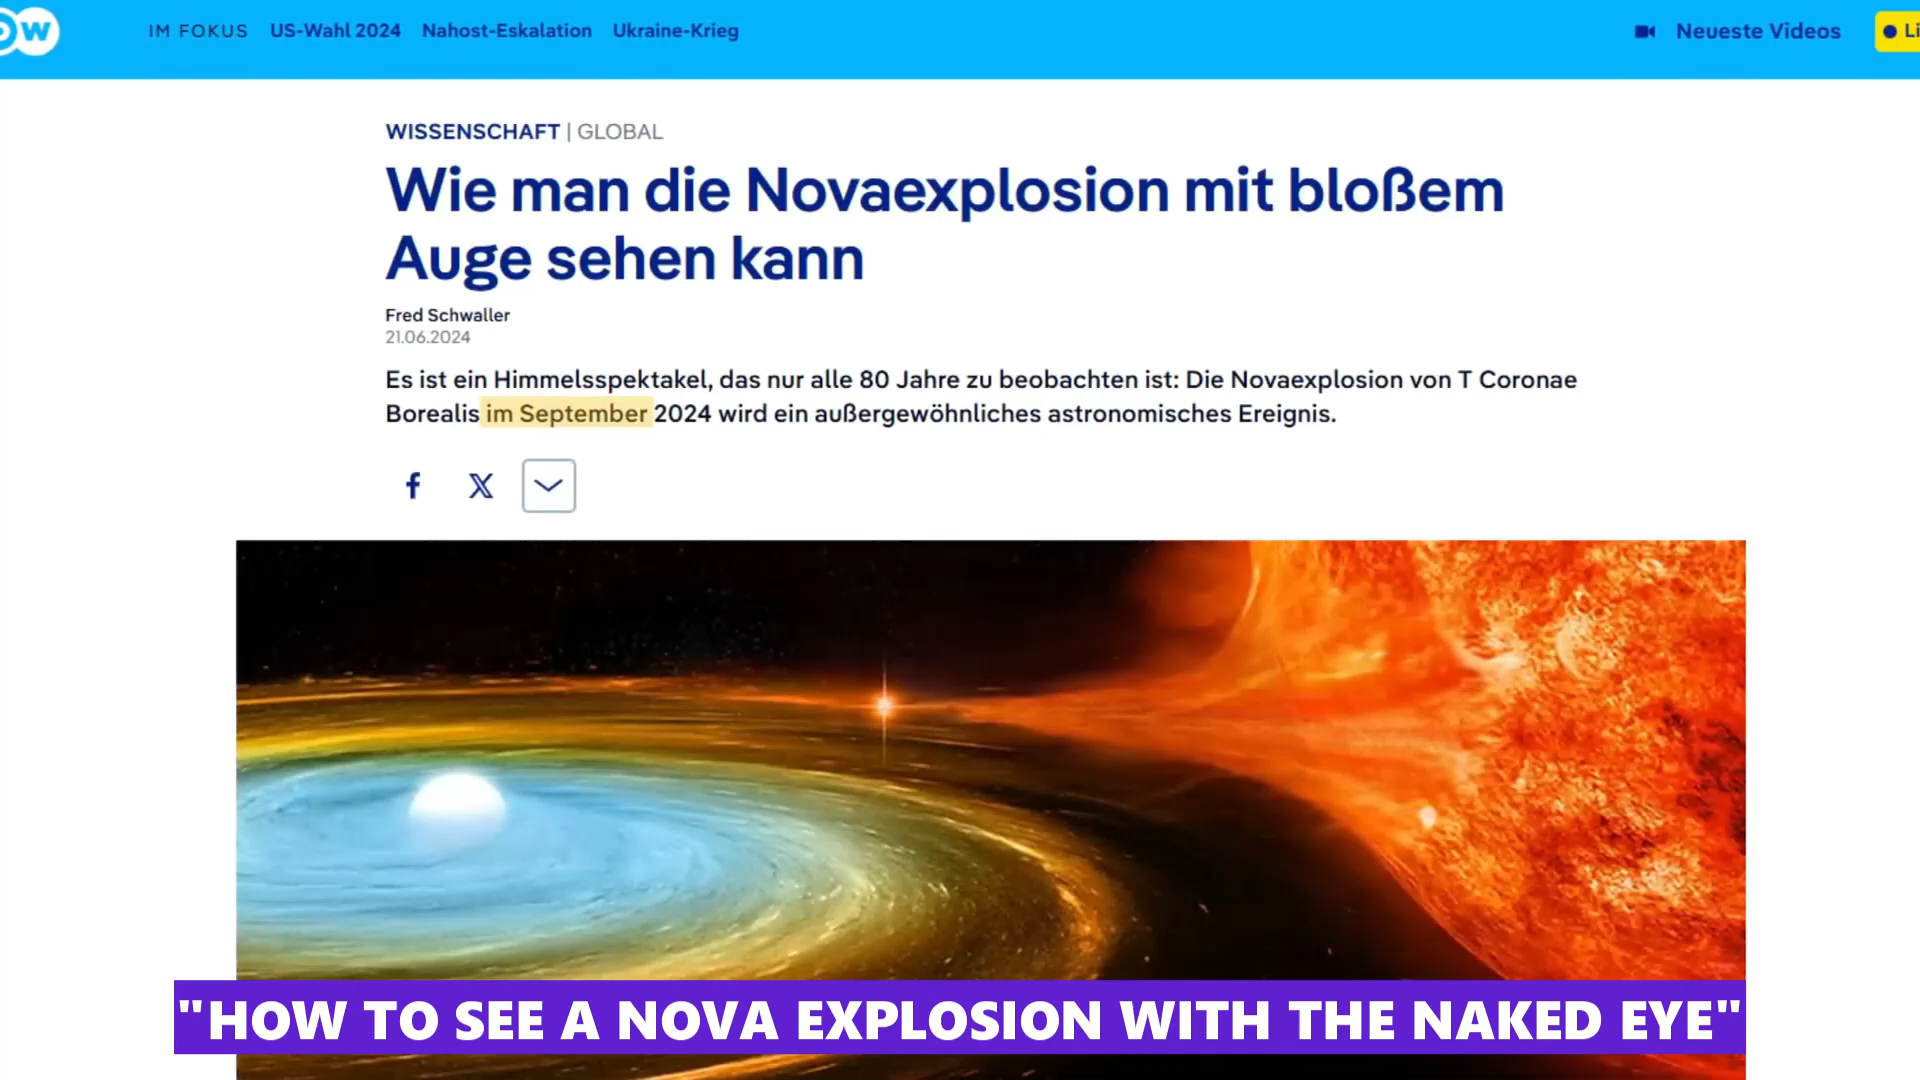 IM FOKUS US-Wahl 2024 Nahost-Eskalation Ukraine-Krieg Neueste Videos
WISSENSCHAFT | GLOBAL
Wie man die Novaexplosion mit bloßem
Auge sehen kann
Fred Schwaller
21.06.2024
Es ist ein Himmelsspektakel, das nur alle 80 Jahre zu beobachten ist: Die Novaexplosion von T Coronae
Borealis im September 2024 wird ein außergewöhnliches astronomisches Ereignis.
"HOW TO SEE A NOVA EXPLOSION WITH THE NAKED EYE"